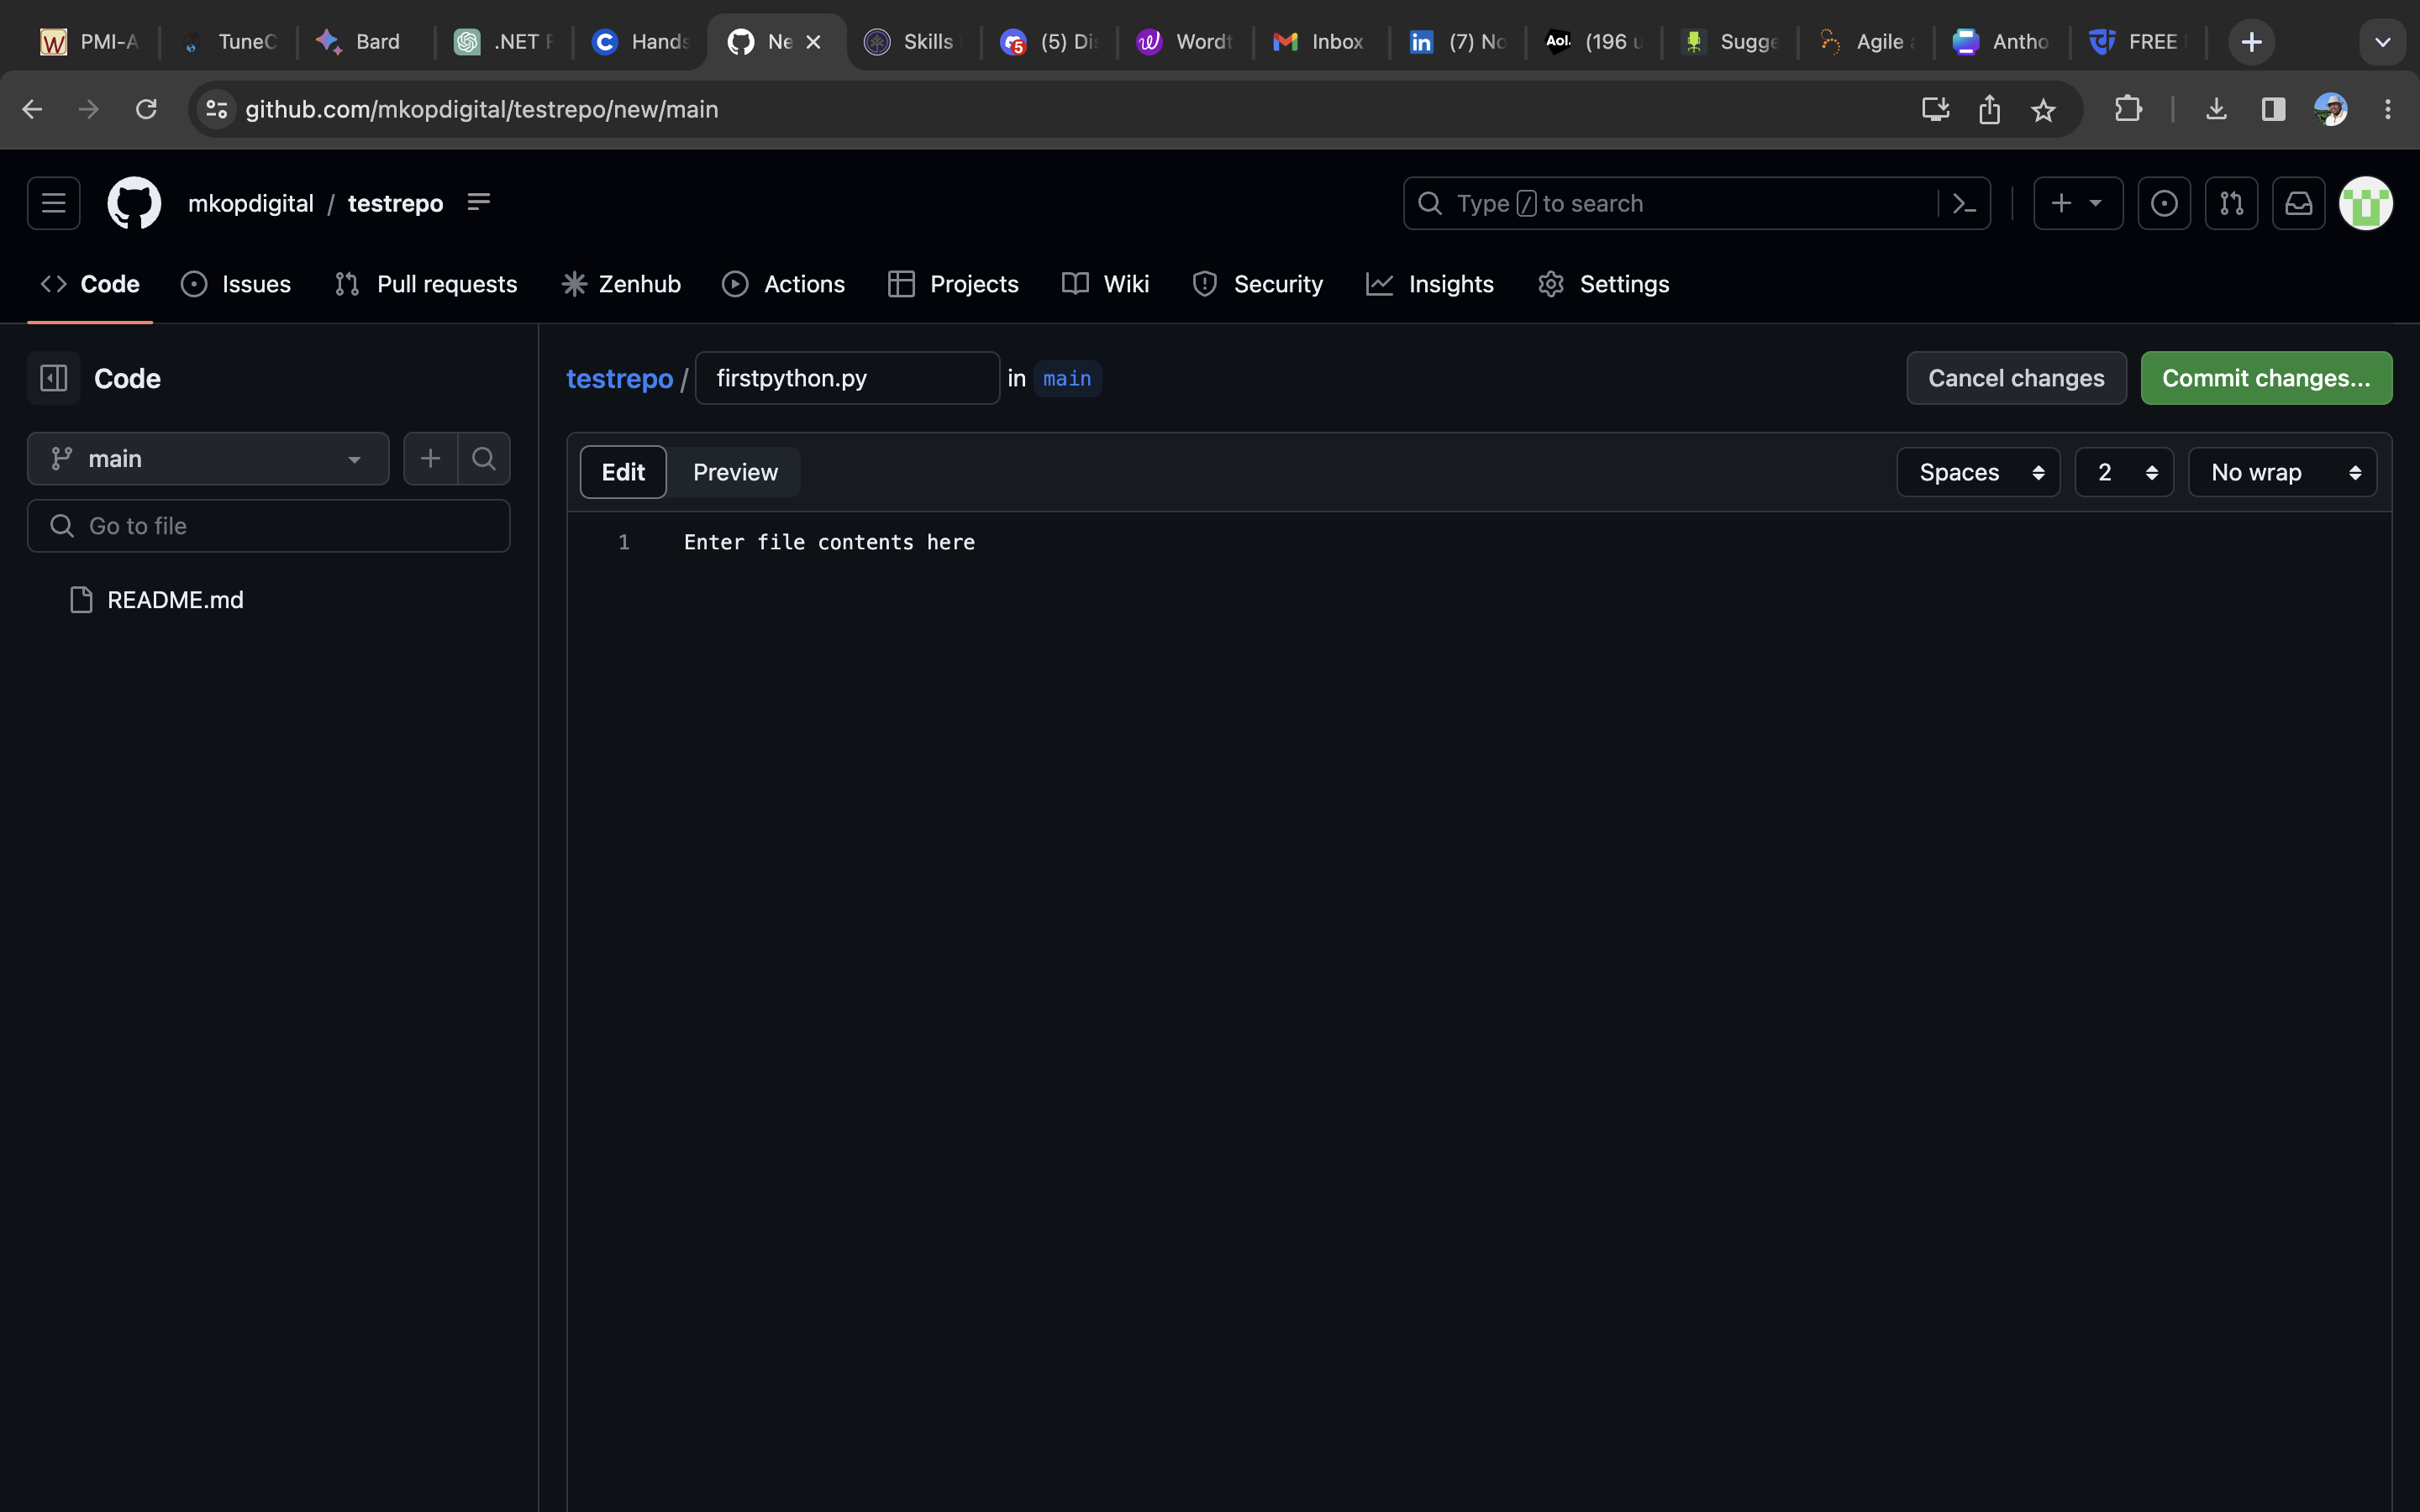 PMI-A TuneC Bard .NET F Hands Ne Skills (5) Dis Wordt Inbox (7) No Aol. (196 u Sugge Agile a Antho FREE
github.com/mkopdigital/testrepo/new/main
mkopdigital / testrepo Type / to search
Code Issues Pull requests Zenhub Actions Projects Wiki Security Insights Settings
Code
testrepo / firstpython.py in main Cancel changes Commit changes...
main
Edit Preview Spaces 2 No wrap
Go to file
1 Enter file contents here
README.md